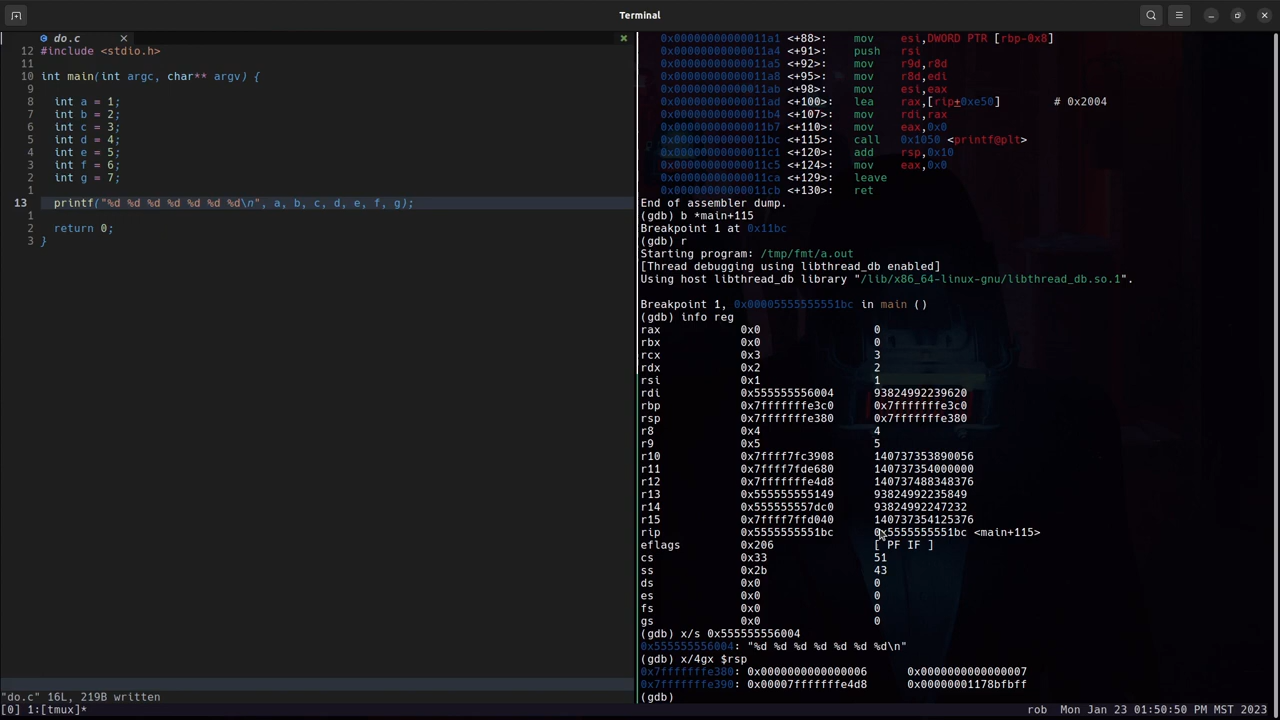 Terminal
do.c
12 #include <stdio.h>
11
10 int main(int argc, char** argv) {
9
8 int a = 1;
7 int b = 2;
6 int c = 3;
5 int d = 4;
4 int e = 5;
3 int f = 6;
2 int g = 7;
1
13 printf("%d %d %d %d %d %d %d\n", a, b, c, d, e, f, g);
1
2 return 0;
3 }
"do.c" 16L, 219B written
0x00000000000011a1 <+88>: mov esi,DWORD PTR [rbp-0x8]
0x00000000000011a4 <+91>: push rsi
0x00000000000011a5 <+92>: mov r9d,r8d
0x00000000000011a8 <+95>: mov r8d,edi
0x00000000000011ab <+98>: mov esi,eax
0x00000000000011ad <+100>: lea rax,[rip+0xe50] # 0x2004
0x00000000000011b4 <+107>: mov rdi,rax
0x00000000000011b7 <+110>: mov eax,0x0
0x00000000000011bc <+115>: call 0x1050 <printf@plt>
0x00000000000011c1 <+120>: add rsp,0x10
0x00000000000011c5 <+124>: mov eax,0x0
0x00000000000011ca <+129>: leave
0x00000000000011cb <+130>: ret
End of assembler dump.
(gdb) b *main+115
Breakpoint 1 at 0x11bc
(gdb) r
Starting program: /tmp/fmt/a.out
[Thread debugging using libthread_db enabled]
Using host libthread_db library "/lib/x86_64-linux-gnu/libthread_db.so.1".
Breakpoint 1, 0x00005555555551bc in main ()
(gdb) info reg
rax 0x0 0
rbx 0x0 0
rcx 0x3 3
rdx 0x2 2
rsi 0x1 1
rdi 0x555555556004 93824992239620
rbp 0x7fffffffe3c0 0x7fffffffe3c0
rsp 0x7fffffffe380 0x7fffffffe380
r8 0x4 4
r9 0x5 5
r10 0x7ffff7fc3908 140737353890056
r11 0x7ffff7fde680 140737354000000
r12 0x7fffffffe4d8 140737488348376
r13 0x555555555149 93824992235849
r14 0x555555557dc0 93824992247232
r15 0x7ffff7ffd040 140737354125376
rip 0x5555555551bc 0x5555555551bc <main+115>
eflags 0x206 [ PF IF ]
cs 0x33 51
ss 0x2b 43
ds 0x0 0
es 0x0 0
fs 0x0 0
gs 0x0 0
(gdb) x/s 0x555555556004
0x555555556004: "%d %d %d %d %d %d %d\n"
(gdb) x/4gx $rsp
0x7fffffffe380: 0x0000000000000006 0x0000000000000007
0x7fffffffe390: 0x00007fffffffe4d8 0x00000001178bfbff
(gdb)
[0] 1:[tmux]* rob Mon Jan 23 01:50:50 PM MST 2023